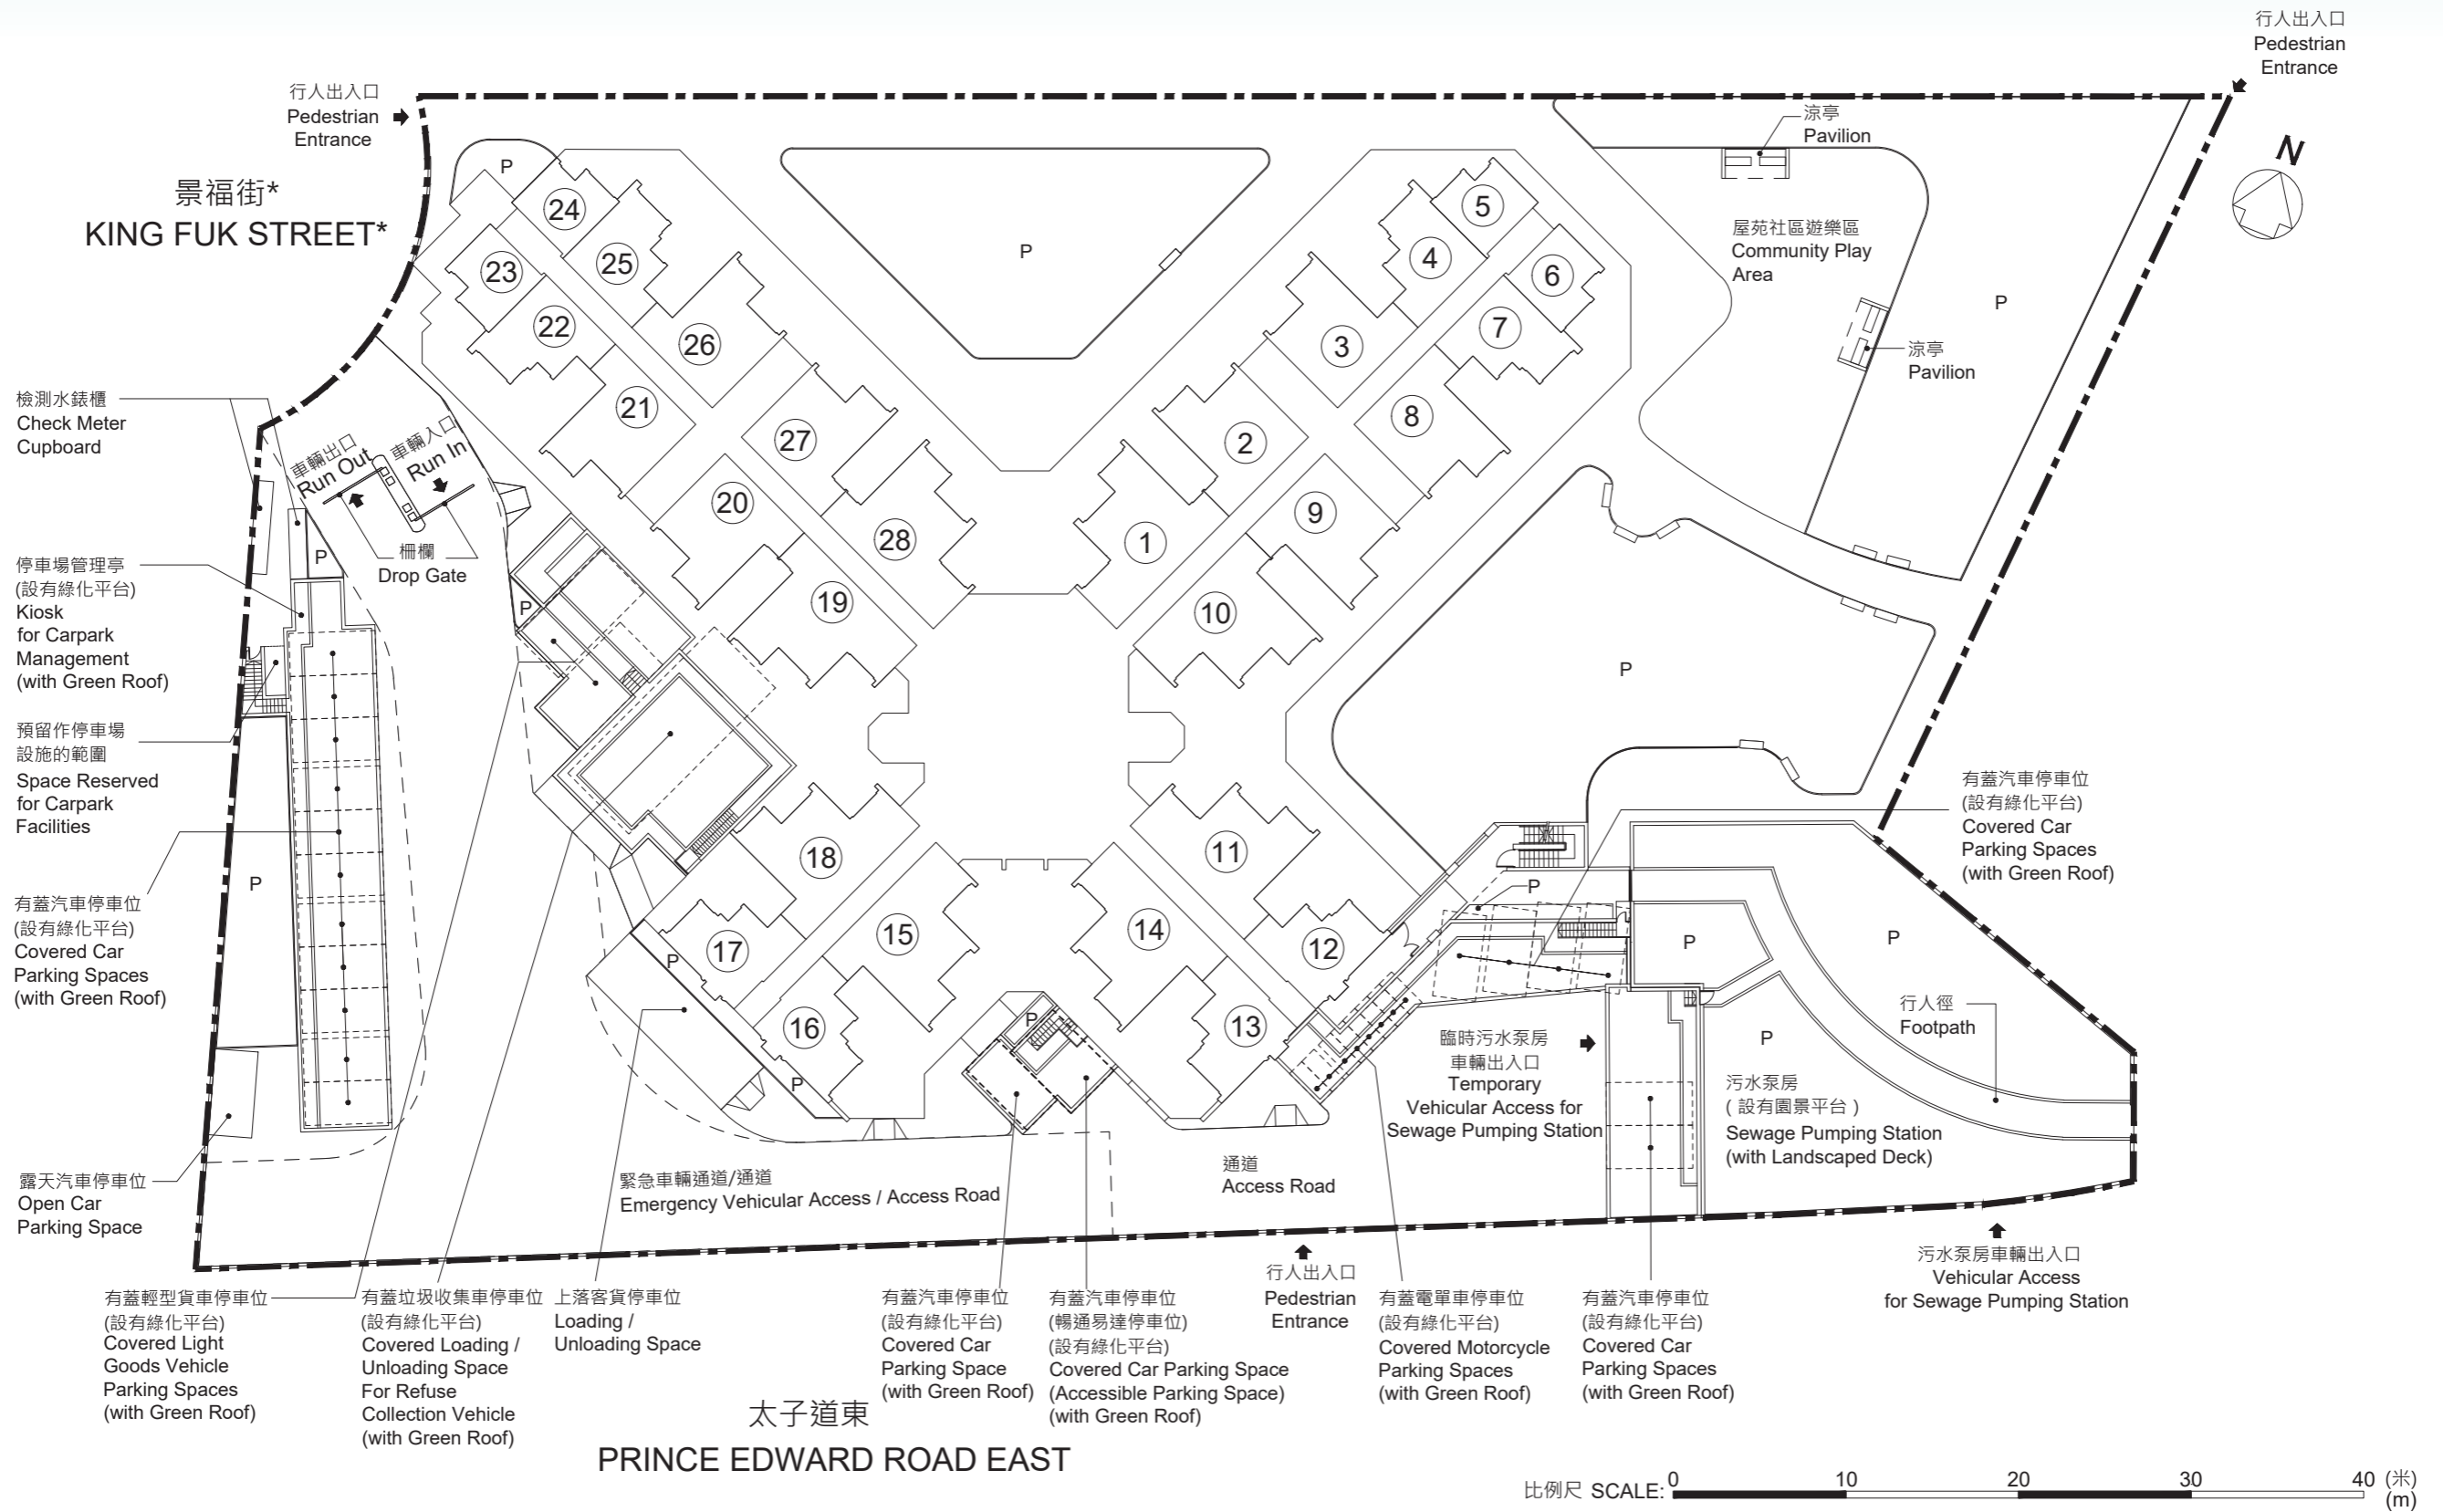 行人出入口
Pedestrian
Entrance
行人出入口
Pedestrian
Entrance
涼亭
Pavilion
N
景福街*
KING FUK STREET*
P
24
25
23
22
26
21
27
20
28
19
P
5
4
6
3
7
2
8
1
9
10
屋苑社區遊樂區
Community Play
Area
P
涼亭
Pavilion
檢測水錶櫃
Check Meter
Cupboard
車輛出口
Run Out
車輛入口
Run In
柵欄
Drop Gate
P
P
停車場管理亭
(設有綠化平台)
Kiosk
for Carpark
Management
(with Green Roof)
預留作停車場
設施的範圍
Space Reserved
for Carpark
Facilities
P
有蓋汽車停車位
(設有綠化平台)
Covered Car
Parking Spaces
(with Green Roof)
P
露天汽車停車位
Open Car
Parking Space
P
18
17
15
16
P
14
11
12
13
P
有蓋汽車停車位
(設有綠化平台)
Covered Car
Parking Spaces
(with Green Roof)
P
P
P
P
P
行人徑
Footpath
臨時污水泵房
車輛出入口
Temporary
Vehicular Access for
Sewage Pumping Station
污水泵房
( 設有園景平台 )
Sewage Pumping Station
(with Landscaped Deck)
緊急車輛通道/通道
Emergency Vehicular Access / Access Road
通道
Access Road
行人出入口
Pedestrian
Entrance
污水泵房車輛出入口
Vehicular Access
for Sewage Pumping Station
有蓋輕型貨車停車位
(設有綠化平台)
Covered Light
Goods Vehicle
Parking Spaces
(with Green Roof)
有蓋垃圾收集車停車位
(設有綠化平台)
Covered Loading /
Unloading Space
For Refuse
Collection Vehicle
(with Green Roof)
上落客貨停車位
Loading /
Unloading Space
有蓋汽車停車位
(設有綠化平台)
Covered Car
Parking Space
(with Green Roof)
有蓋汽車停車位
(暢通易達停車位)
(設有綠化平台)
Covered Car Parking Space
(Accessible Parking Space)
(with Green Roof)
有蓋電單車停車位
(設有綠化平台)
Covered Motorcycle
Parking Spaces
(with Green Roof)
有蓋汽車停車位
(設有綠化平台)
Covered Car
Parking Spaces
(with Green Roof)
太子道東
PRINCE EDWARD ROAD EAST
比例尺 SCALE: 0 10 20 30 40 (米)
(m)